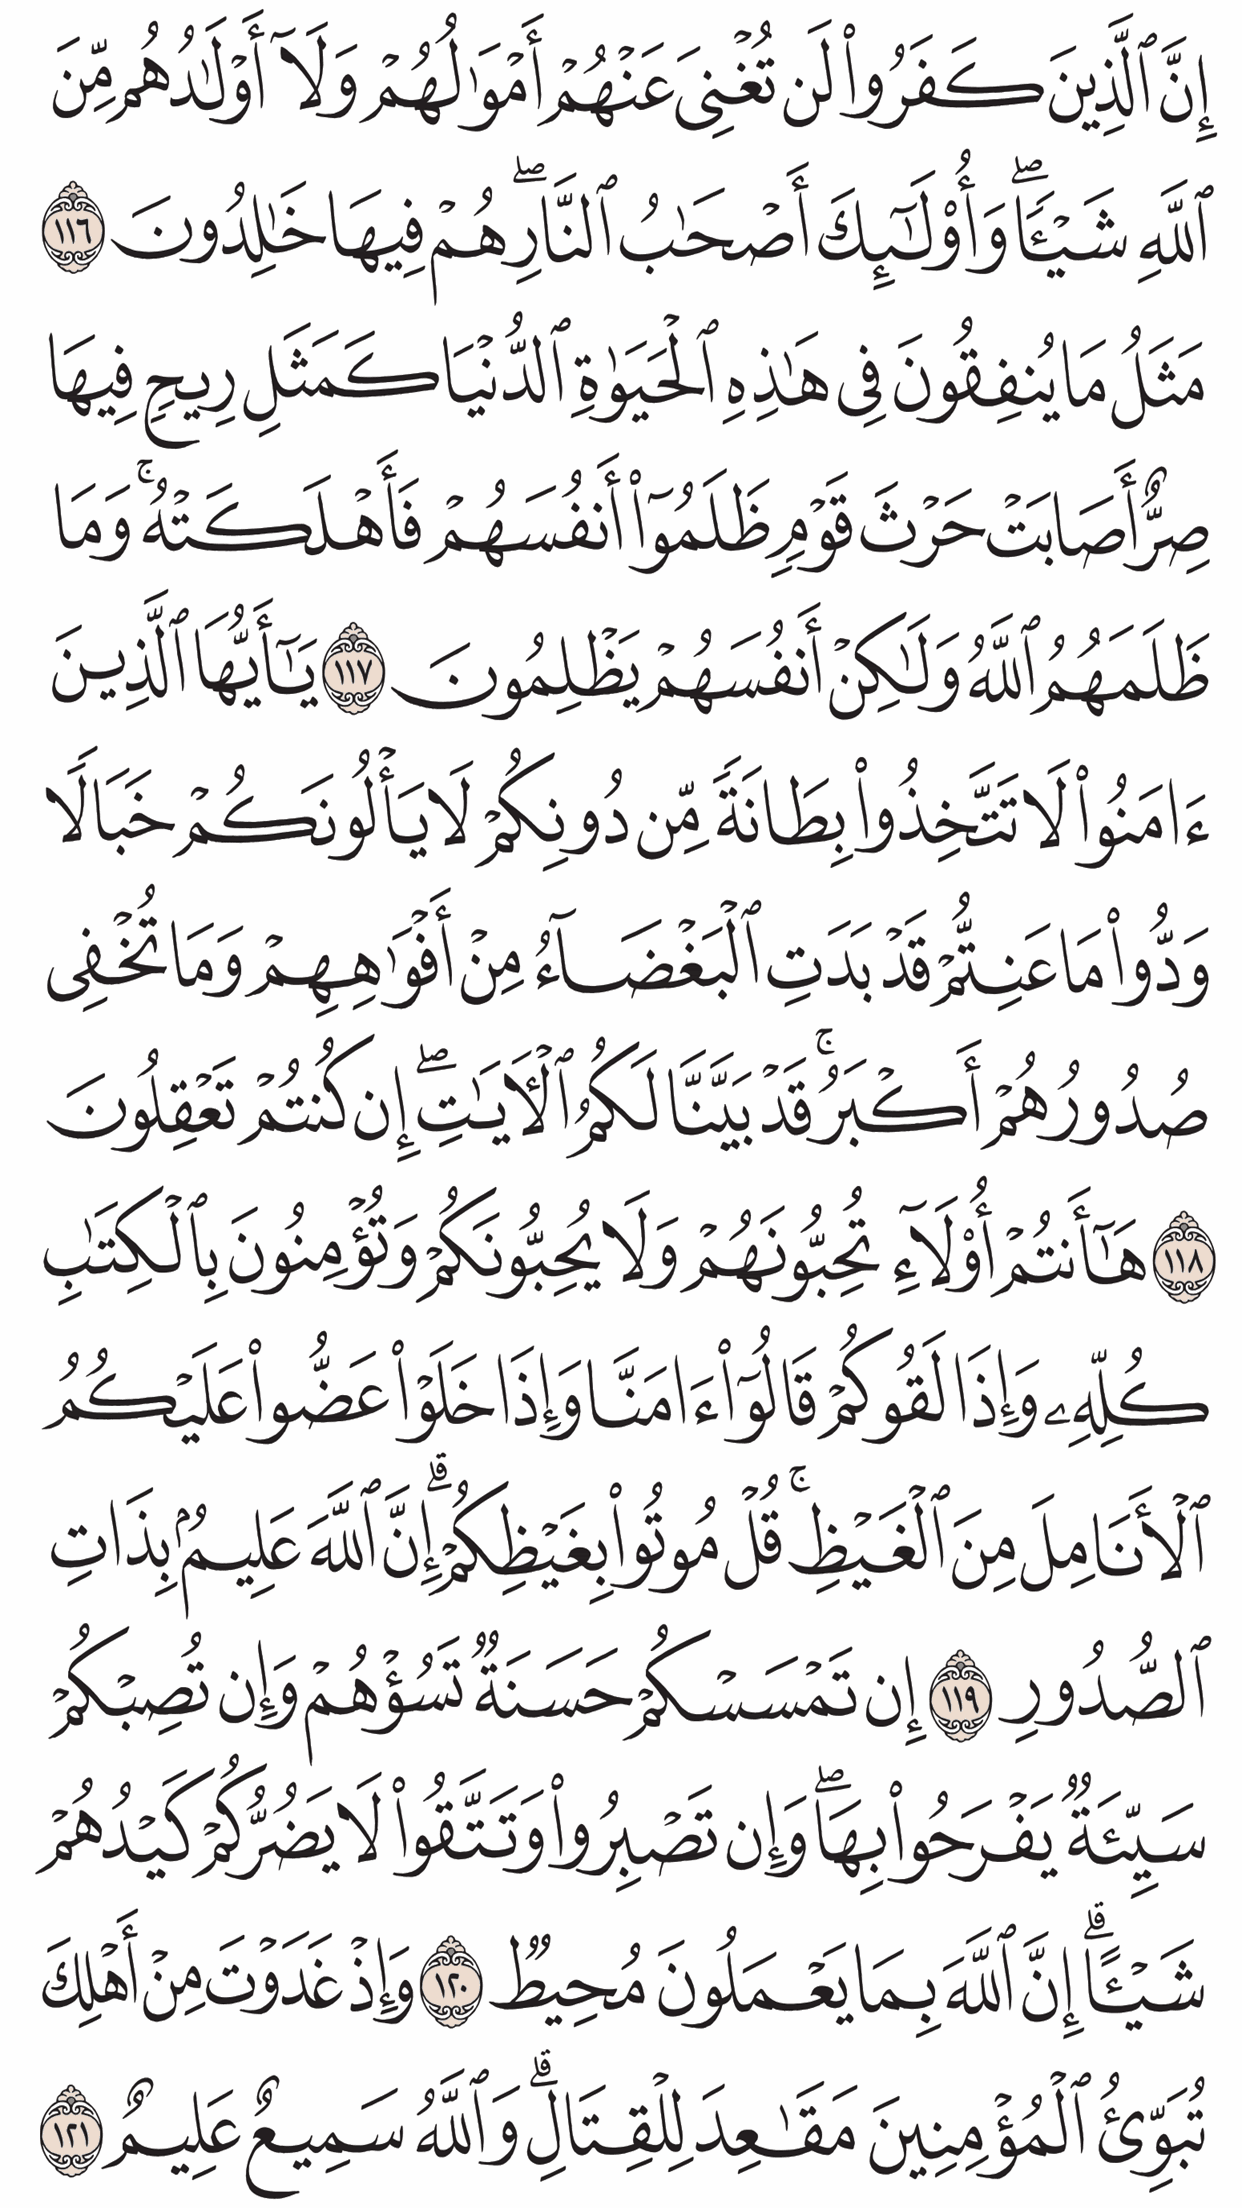 إِنَّ ٱلَّذِينَ كَفَرُوا۟ لَن تُغْنِىَ عَنْهُمْ أَمْوَٰلُهُمْ وَلَآ أَوْلَٰدُهُم مِّنَ
ٱللَّهِ شَيْـًٔا ۖ وَأُو۟لَٰٓئِكَ أَصْحَٰبُ ٱلنَّارِ ۖ هُمْ فِيهَا خَٰلِدُونَ ١١٦
مَثَلُ مَا يُنفِقُونَ فِى هَٰذِهِ ٱلْحَيَوٰةِ ٱلدُّنْيَا كَمَثَلِ رِيحٍ فِيهَا
صِرٌّ أَصَابَتْ حَرْثَ قَوْمٍ ظَلَمُوٓا۟ أَنفُسَهُمْ فَأَهْلَكَتْهُ ۚ وَمَا
ظَلَمَهُمُ ٱللَّهُ وَلَٰكِنْ أَنفُسَهُمْ يَظْلِمُونَ ١١٧ يَٰٓأَيُّهَا ٱلَّذِينَ
ءَامَنُوا۟ لَا تَتَّخِذُوا۟ بِطَانَةً مِّن دُونِكُمْ لَا يَأْلُونَكُمْ خَبَالًا
وَدُّوا۟ مَا عَنِتُّمْ قَدْ بَدَتِ ٱلْبَغْضَآءُ مِنْ أَفْوَٰهِهِمْ وَمَا تُخْفِى
صُدُورُهُمْ أَكْبَرُ ۚ قَدْ بَيَّنَّا لَكُمُ ٱلْـَٔايَٰتِ ۖ إِن كُنتُمْ تَعْقِلُونَ
١١٨ هَٰٓأَنتُمْ أُو۟لَآءِ تُحِبُّونَهُمْ وَلَا يُحِبُّونَكُمْ وَتُؤْمِنُونَ بِٱلْكِتَٰبِ
كُلِّهِۦ وَإِذَا لَقُوكُمْ قَالُوٓا۟ ءَامَنَّا وَإِذَا خَلَوْا۟ عَضُّوا۟ عَلَيْكُمُ
ٱلْأَنَامِلَ مِنَ ٱلْغَيْظِ ۚ قُلْ مُوتُوا۟ بِغَيْظِكُمْ ۗ إِنَّ ٱللَّهَ عَلِيمٌۢ بِذَاتِ
ٱلصُّدُورِ ١١٩ إِن تَمْسَسْكُمْ حَسَنَةٌ تَسُؤْهُمْ وَإِن تُصِبْكُمْ
سَيِّئَةٌ يَفْرَحُوا۟ بِهَا ۖ وَإِن تَصْبِرُوا۟ وَتَتَّقُوا۟ لَا يَضُرُّكُمْ كَيْدُهُمْ
شَيْـًٔا ۗ إِنَّ ٱللَّهَ بِمَا يَعْمَلُونَ مُحِيطٌ ١٢٠ وَإِذْ غَدَوْتَ مِنْ أَهْلِكَ
تُبَوِّئُ ٱلْمُؤْمِنِينَ مَقَٰعِدَ لِلْقِتَالِ ۗ وَٱللَّهُ سَمِيعٌ عَلِيمٌ ١٢١